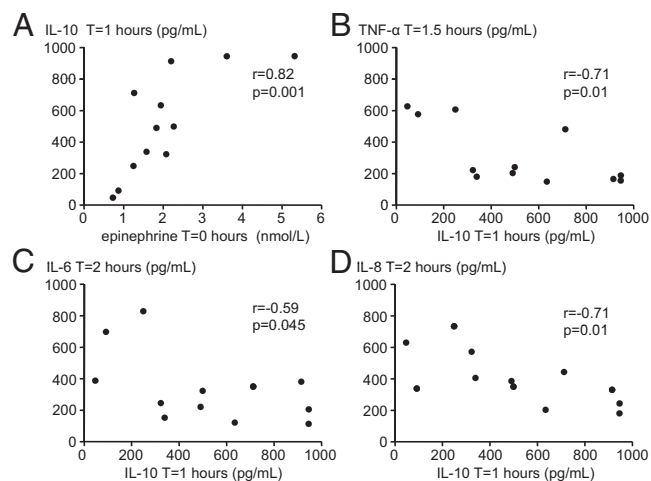 A IL-10 T=1 hours (pg/mL)
1000
800
600
400
200
0
r=0.82
p=0.001
0 1 2 3 4 5 6
epinephrine T=0 hours (nmol/L)
B TNF-α T=1.5 hours (pg/mL)
1000
800
600
400
200
0
r=-0.71
p=0.01
0 200 400 600 800 1000
IL-10 T=1 hours (pg/mL)
C IL-6 T=2 hours (pg/mL)
1000
800
600
400
200
0
r=-0.59
p=0.045
0 200 400 600 800 1000
IL-10 T=1 hours (pg/mL)
D IL-8 T=2 hours (pg/mL)
1000
800
600
400
200
0
r=-0.71
p=0.01
0 200 400 600 800 1000
IL-10 T=1 hours (pg/mL)